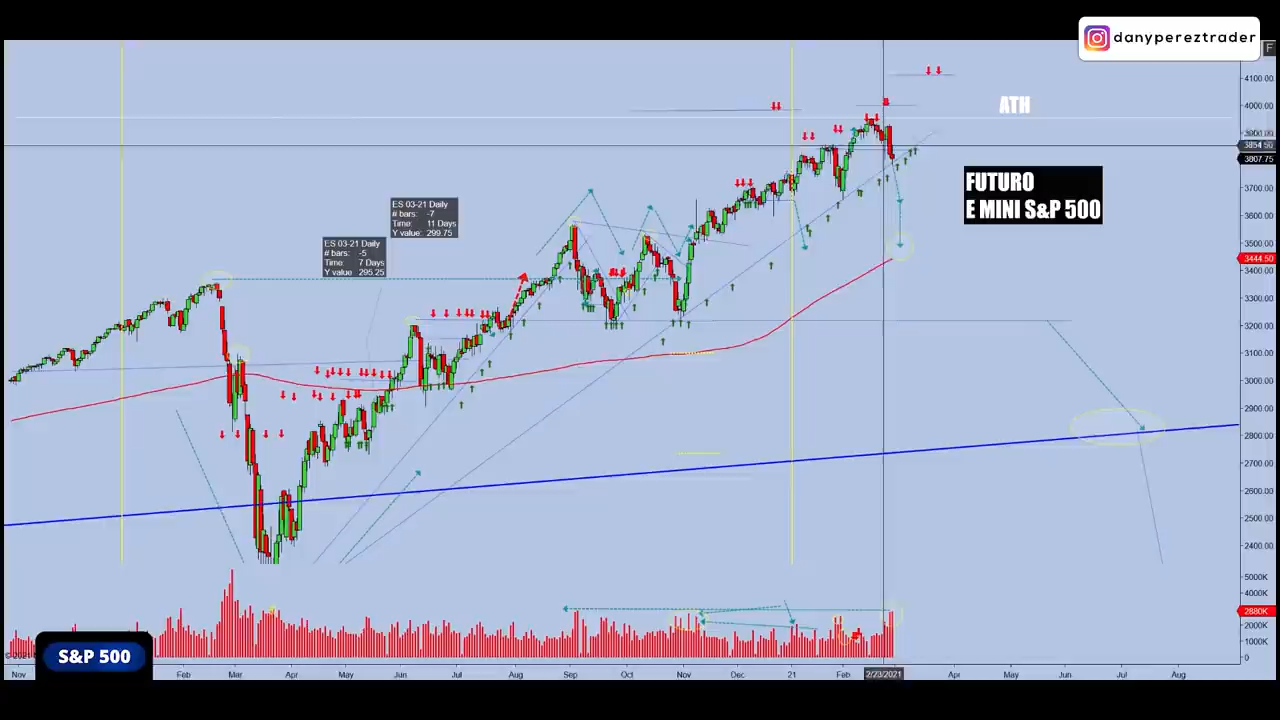 danypereztrader
F
4100.00
4000.00
ATH
3900.00
3854.50
3807.75
FUTURO
E MINI S&P 500
3700.00
3600.00
3500.00
3444.50
3400.00
3300.00
3200.00
3100.00
3000.00
2900.00
2800.00
2700.00
2600.00
2500.00
2400.00
ES 03-21 Daily
# bars: -7
Time: 11 Days
Y value: 299.75
ES 03-21 Daily
# bars: -5
Time: 7 Days
Y value 295.25
5000K
4000K
2880K
2000K
1000K
0
S&P 500
Nov Feb Mar Apr May Jun Jul Aug Sep Oct Nov Dec 21 Feb 2/23/2021 Apr May Jun Jul Aug